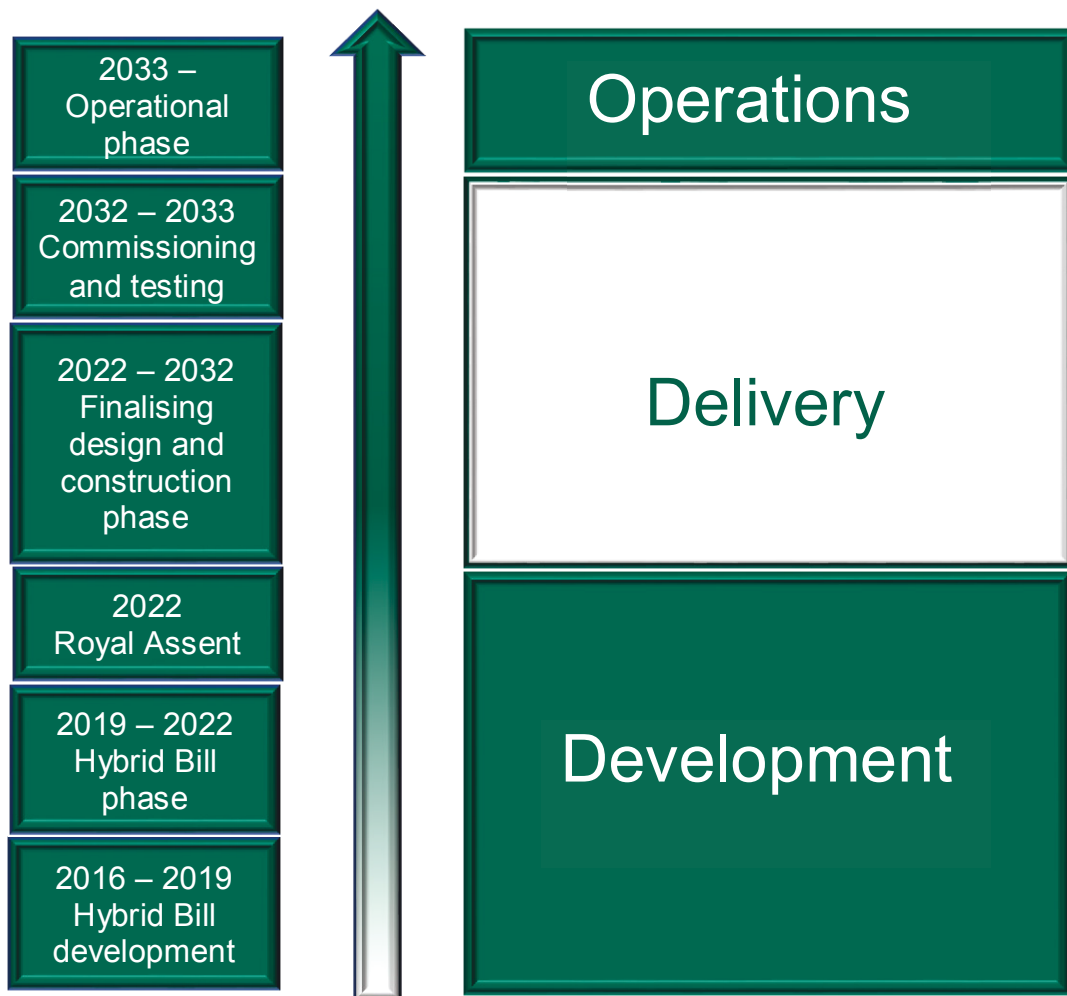 2033 –
Operational
phase
Operations
2032 – 2033
Commissioning
and testing
2022 – 2032
Finalising
design and
construction
phase
Delivery
2022
Royal Assent
2019 – 2022
Hybrid Bill
phase
2016 – 2019
Hybrid Bill
development
Development